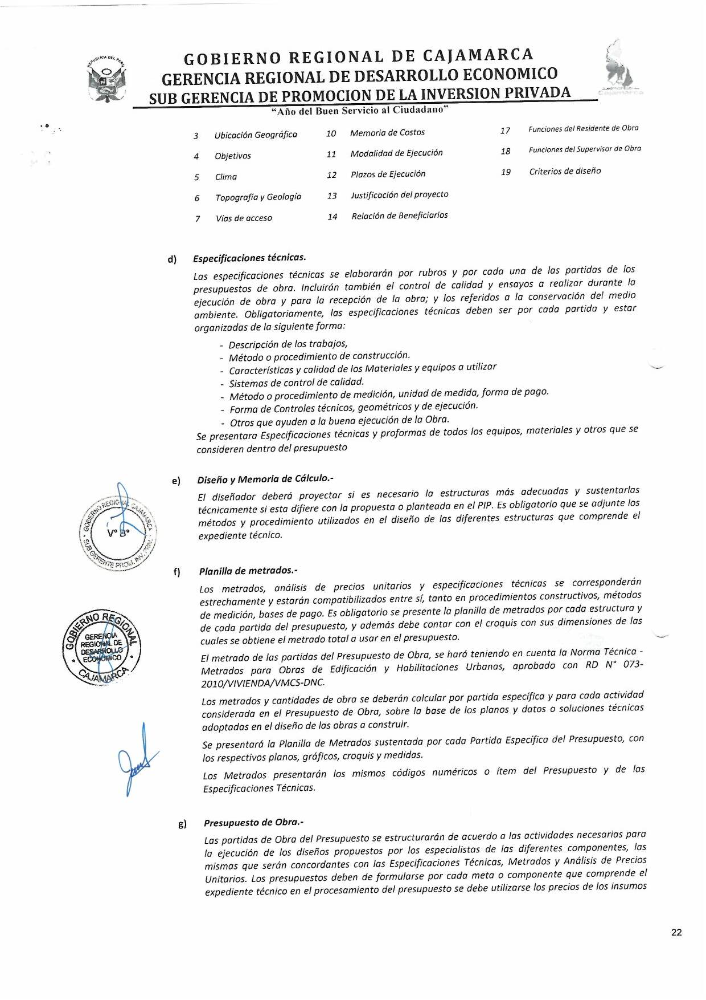 REPUBLICA DEL PERU
GOBIERNO REGIONAL DE CAJAMARCA
GERENCIA REGIONAL DE DESARROLLO ECONOMICO
SUB GERENCIA DE PROMOCION DE LA INVERSION PRIVADA
Cajamarca
“Año del Buen Servicio al Ciudadano”
3 Ubicación Geográfica 10 Memoria de Costos 17 Funciones del Residente de Obra
4 Objetivos 11 Modalidad de Ejecución 18 Funciones del Supervisor de Obra
5 Clima 12 Plazos de Ejecución 19 Criterios de diseño
6 Topografía y Geología 13 Justificación del proyecto
7 Vías de acceso 14 Relación de Beneficiarios
d) Especificaciones técnicas.
Las especificaciones técnicas se elaborarán por rubros y por cada una de las partidas de los
presupuestos de obra. Incluirán también el control de calidad y ensayos a realizar durante la
ejecución de obra y para la recepción de la obra; y los referidos a la conservación del medio
ambiente. Obligatoriamente, las especificaciones técnicas deben ser por cada partida y estar
organizadas de la siguiente forma:
- Descripción de los trabajos,
- Método o procedimiento de construcción.
- Características y calidad de los Materiales y equipos a utilizar
- Sistemas de control de calidad.
- Método o procedimiento de medición, unidad de medida, forma de pago.
- Forma de Controles técnicos, geométricos y de ejecución.
- Otros que ayuden a la buena ejecución de la Obra.
Se presentara Especificaciones técnicas y proformas de todos los equipos, materiales y otros que se
consideren dentro del presupuesto
e) Diseño y Memoria de Cálculo.-
El diseñador deberá proyectar si es necesario la estructuras más adecuadas y sustentarlas
técnicamente si esta difiere con la propuesta o planteada en el PIP. Es obligatorio que se adjunte los
métodos y procedimiento utilizados en el diseño de las diferentes estructuras que comprende el
expediente técnico.
GOBIERNO REGIONAL CAJAMARCA
V° B°
SUB GERENTE PROM. INV. PRIV.
f) Planilla de metrados.-
Los metrados, análisis de precios unitarios y especificaciones técnicas se corresponderán
estrechamente y estarán compatibilizados entre sí, tanto en procedimientos constructivos, métodos
de medición, bases de pago. Es obligatorio se presente la planilla de metrados por cada estructura y
de cada partida del presupuesto, y además debe contar con el croquis con sus dimensiones de las
cuales se obtiene el metrado total a usar en el presupuesto.
GOBIERNO REGIONAL
GERENCIA
REGIONAL DE
DESARROLLO
ECONOMICO
CAJAMARCA
El metrado de las partidas del Presupuesto de Obra, se hará teniendo en cuenta la Norma Técnica -
Metrados para Obras de Edificación y Habilitaciones Urbanas, aprobado con RD N° 073-
2010/VIVIENDA/VMCS-DNC.
Los metrados y cantidades de obra se deberán calcular por partida específica y para cada actividad
considerada en el Presupuesto de Obra, sobre la base de los planos y datos o soluciones técnicas
adoptadas en el diseño de las obras a construir.
Se presentará la Planilla de Metrados sustentada por cada Partida Específica del Presupuesto, con
los respectivos planos, gráficos, croquis y medidas.
Los Metrados presentarán los mismos códigos numéricos o ítem del Presupuesto y de las
Especificaciones Técnicas.
g) Presupuesto de Obra.-
Las partidas de Obra del Presupuesto se estructurarán de acuerdo a las actividades necesarias para
la ejecución de los diseños propuestos por los especialistas de las diferentes componentes, las
mismas que serán concordantes con las Especificaciones Técnicas, Metrados y Análisis de Precios
Unitarios. Los presupuestos deben de formularse por cada meta o componente que comprende el
expediente técnico en el procesamiento del presupuesto se debe utilizarse los precios de los insumos
22